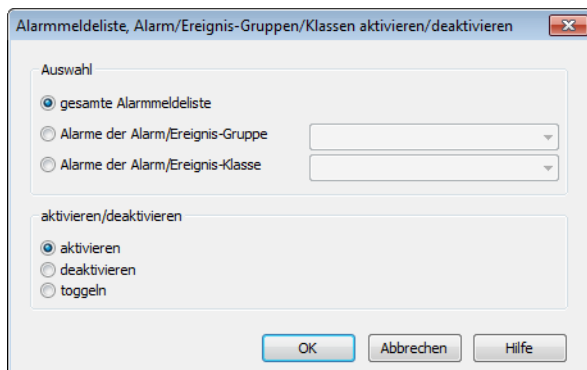 Alarmmeldeliste, Alarm/Ereignis-Gruppen/Klassen aktivieren/deaktivieren
Auswahl
gesamte Alarmmeldeliste
Alarme der Alarm/Ereignis-Gruppe
Alarme der Alarm/Ereignis-Klasse
aktivieren/deaktivieren
aktivieren
deaktivieren
toggeln
OK Abbrechen Hilfe